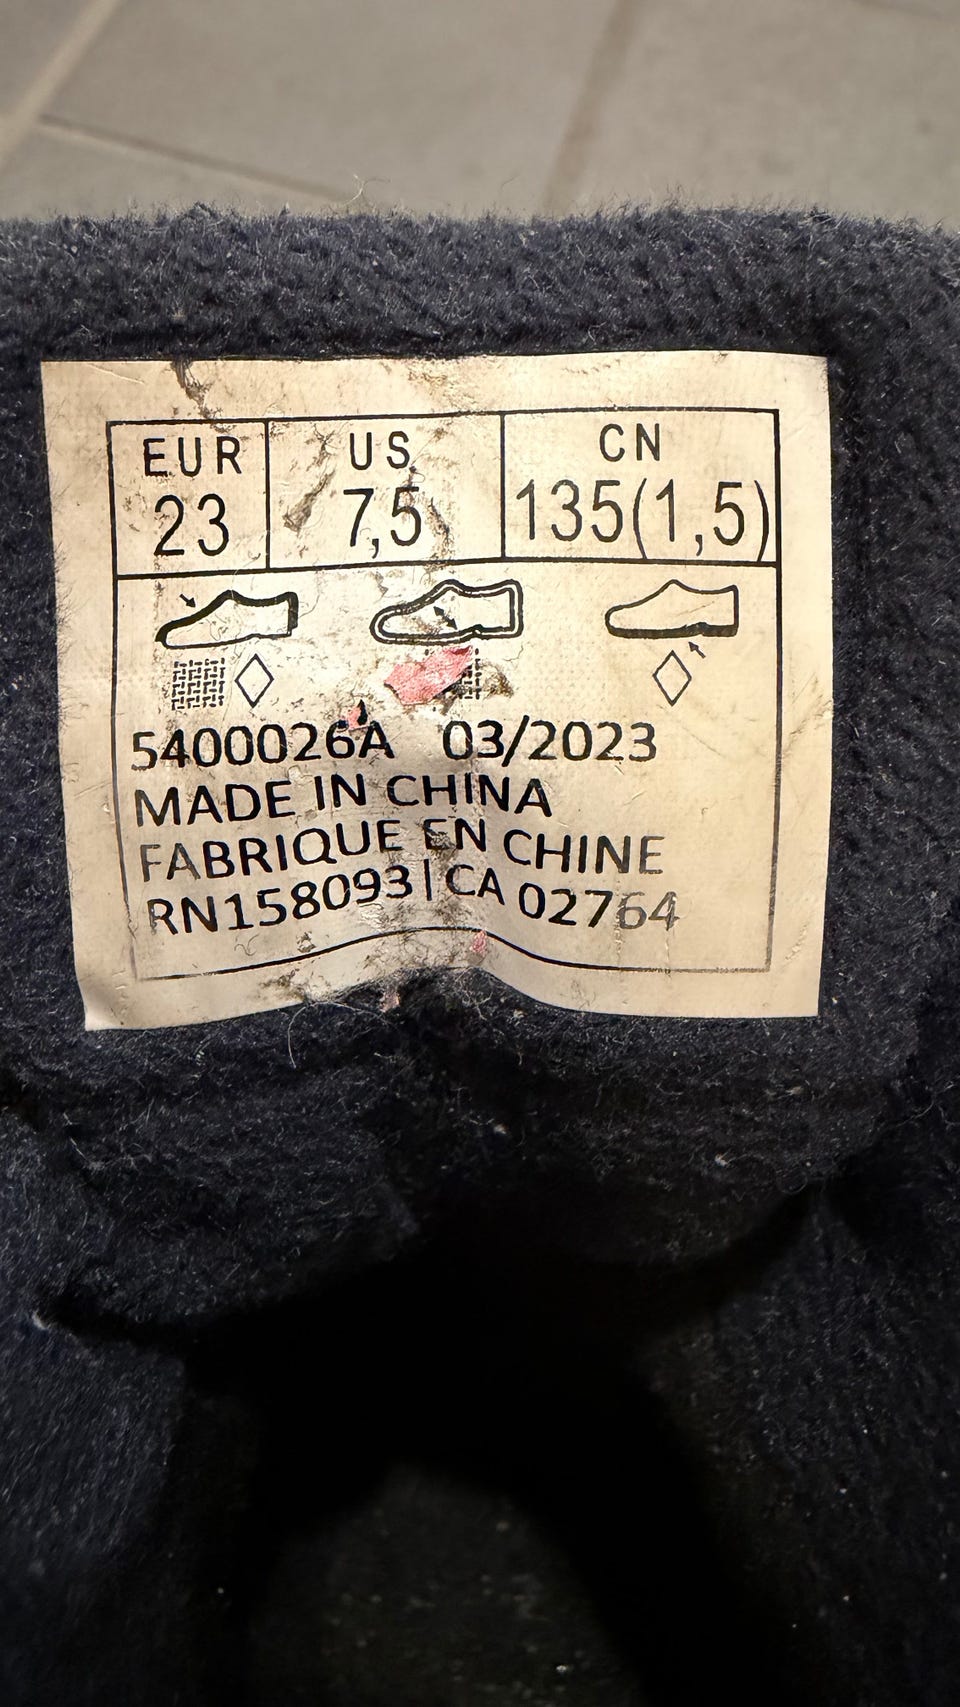 EUR US CN
23 7,5 135(1,5)
5400026A 03/2023
MADE IN CHINA
FABRIQUE EN CHINE
RN158093 | CA 02764